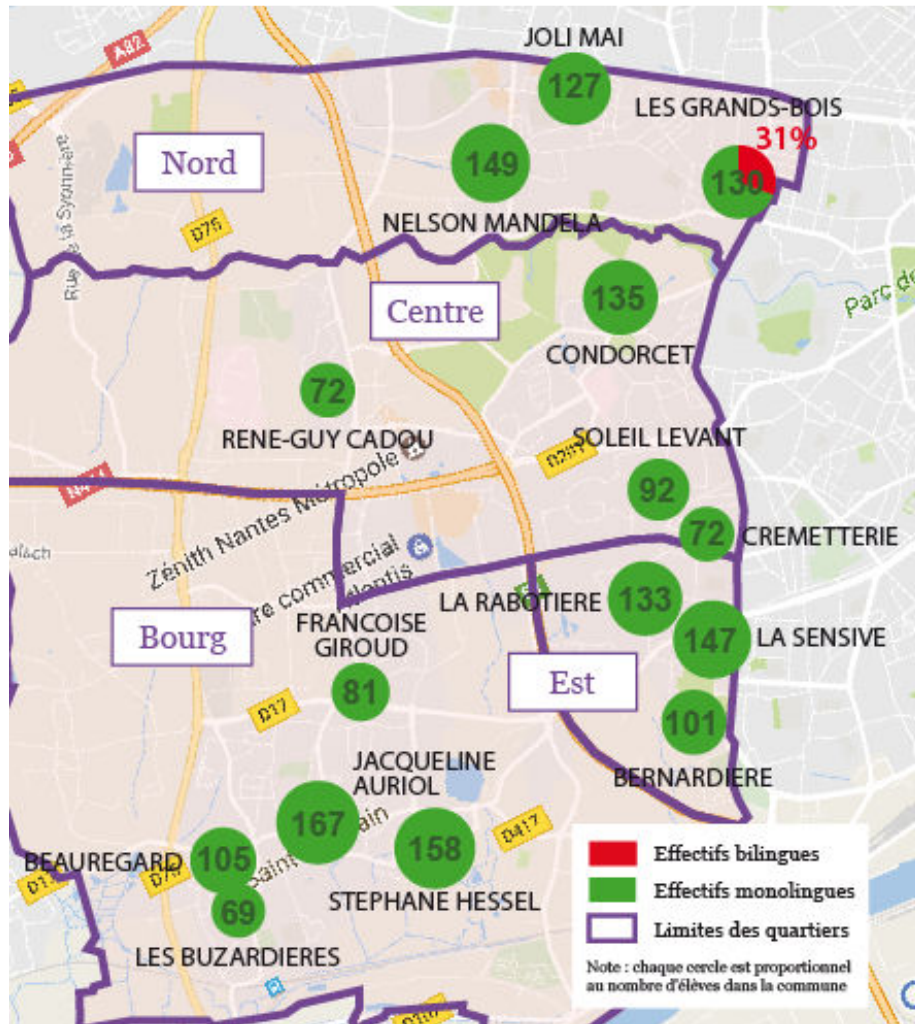 JOLI MAI
A82
127
LES GRANDS-BOIS
31%
Nord
149
130
NELSON MANDELA
D75
Centre
135
Parc de
CONDORCET
72
RENE-GUY CADOU
SOLEIL LEVANT
92
Zénith Nantes Métropole
72
CREMETTERIE
LA RABOTIERE
133
FRANCOISE
GIROUD
Bourg
147
LA SENSIVE
Est
81
D17
101
BERNARDIERE
JACQUELINE
AURIOL
167
D417
BEAUREGARD
105
158
STEPHANE HESSEL
69
LES BUZARDIERES
Effectifs bilingues
Effectifs monolingues
Limites des quartiers
Note : chaque cercle est proportionnel
au nombre d'élèves dans la commune